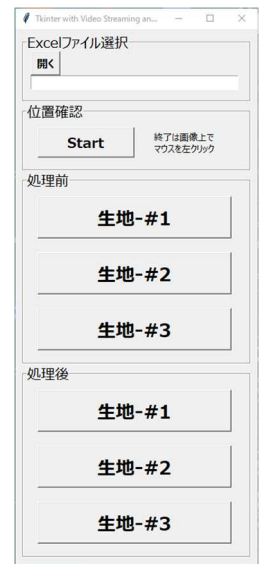 Tkinter with Video Streaming an...
Excelファイル選択
開く
位置確認
Start
終了は画像上で
マウスを左クリック
処理前
生地-#1
生地-#2
生地-#3
処理後
生地-#1
生地-#2
生地-#3